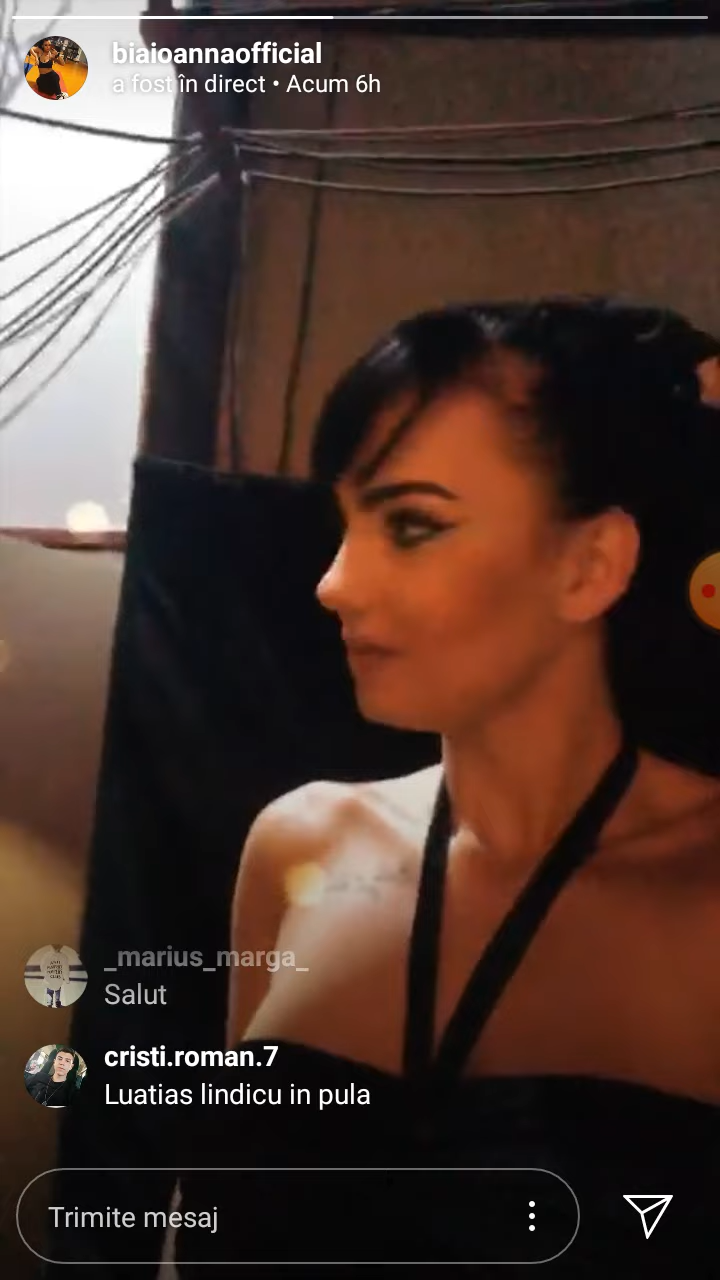 biaioannaofficial
a fost în direct • Acum 6h
_marius_marga_
Salut
cristi.roman.7
Luatias lindicu in pula
Trimite mesaj